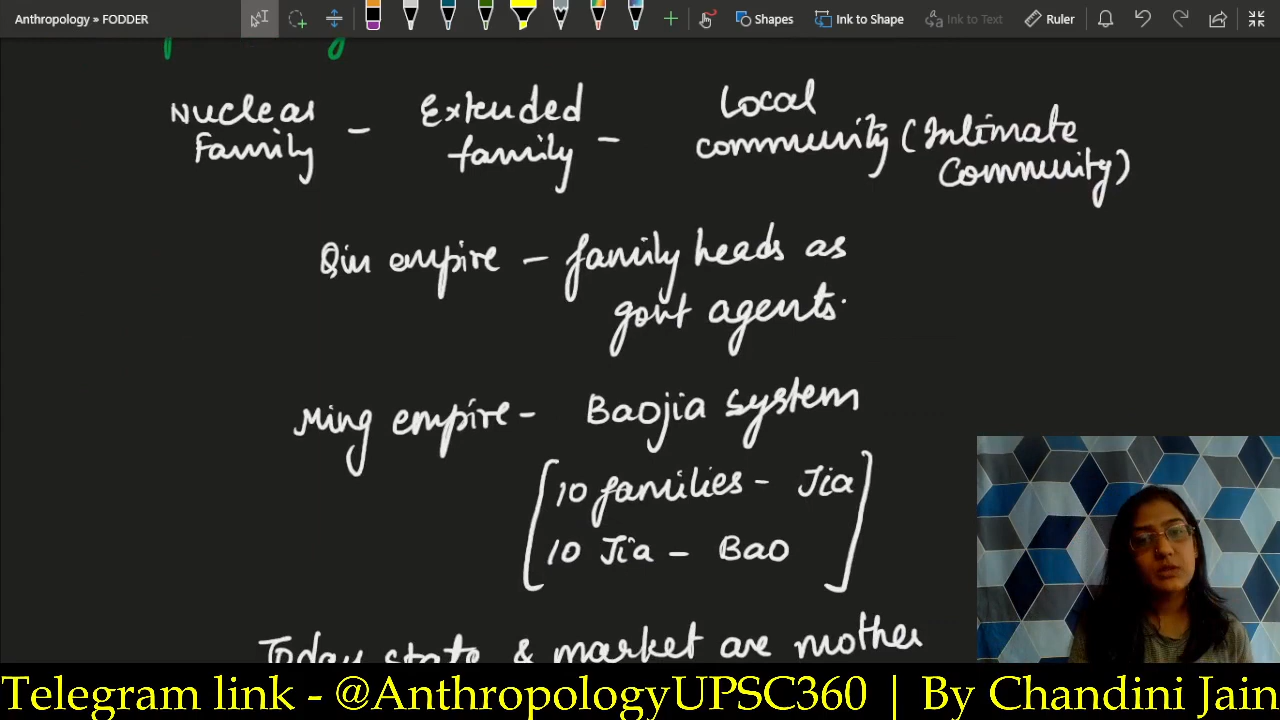 Anthropology » FODDER
Shapes
Ink to Shape
Ink to Text
Ruler
Nuclear Family - Extended family - Local community (Intimate Community)
Qin empire - family heads as
govt agents.
Ming empire - Baojia system
[10 families - Jia
10 Jia - Bao]
Today state & market are mother
Telegram link - @AnthropologyUPSC360 | By Chandini Jain